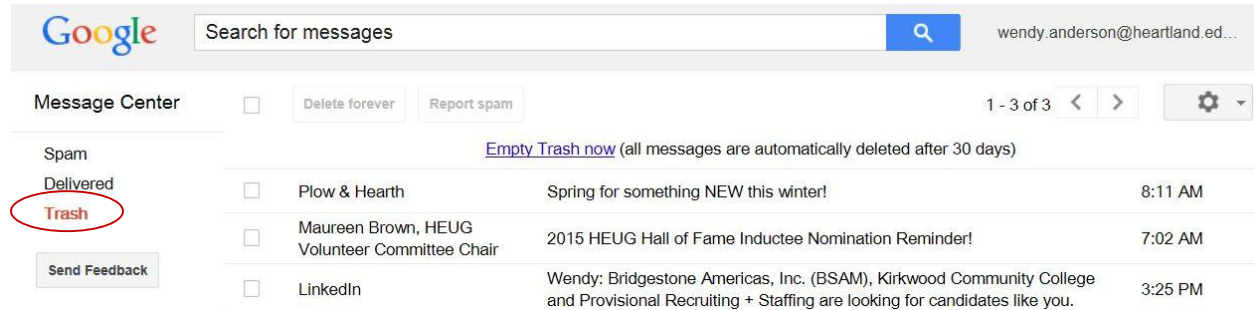 Google
Search for messages
wendy.anderson@heartland.ed...
Message Center
Delete forever
Report spam
1 - 3 of 3
Empty Trash now (all messages are automatically deleted after 30 days)
Spam
Delivered
Trash
Send Feedback
Plow & Hearth
Spring for something NEW this winter!
8:11 AM
Maureen Brown, HEUG
Volunteer Committee Chair
2015 HEUG Hall of Fame Inductee Nomination Reminder!
7:02 AM
LinkedIn
Wendy: Bridgestone Americas, Inc. (BSAM), Kirkwood Community College
and Provisional Recruiting + Staffing are looking for candidates like you.
3:25 PM